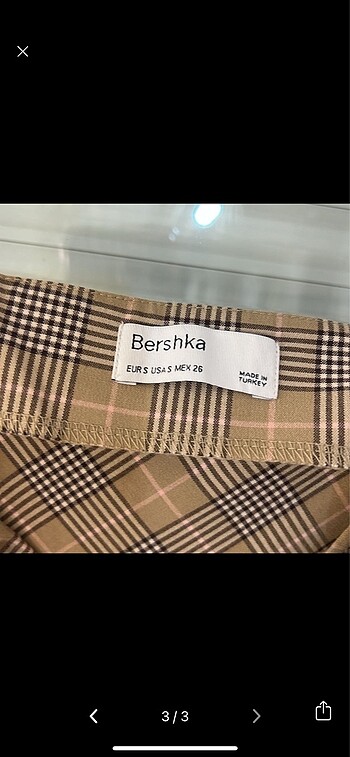 Bershka
EUR S USA S MEX 26
MADE IN
TURKEY
3/3